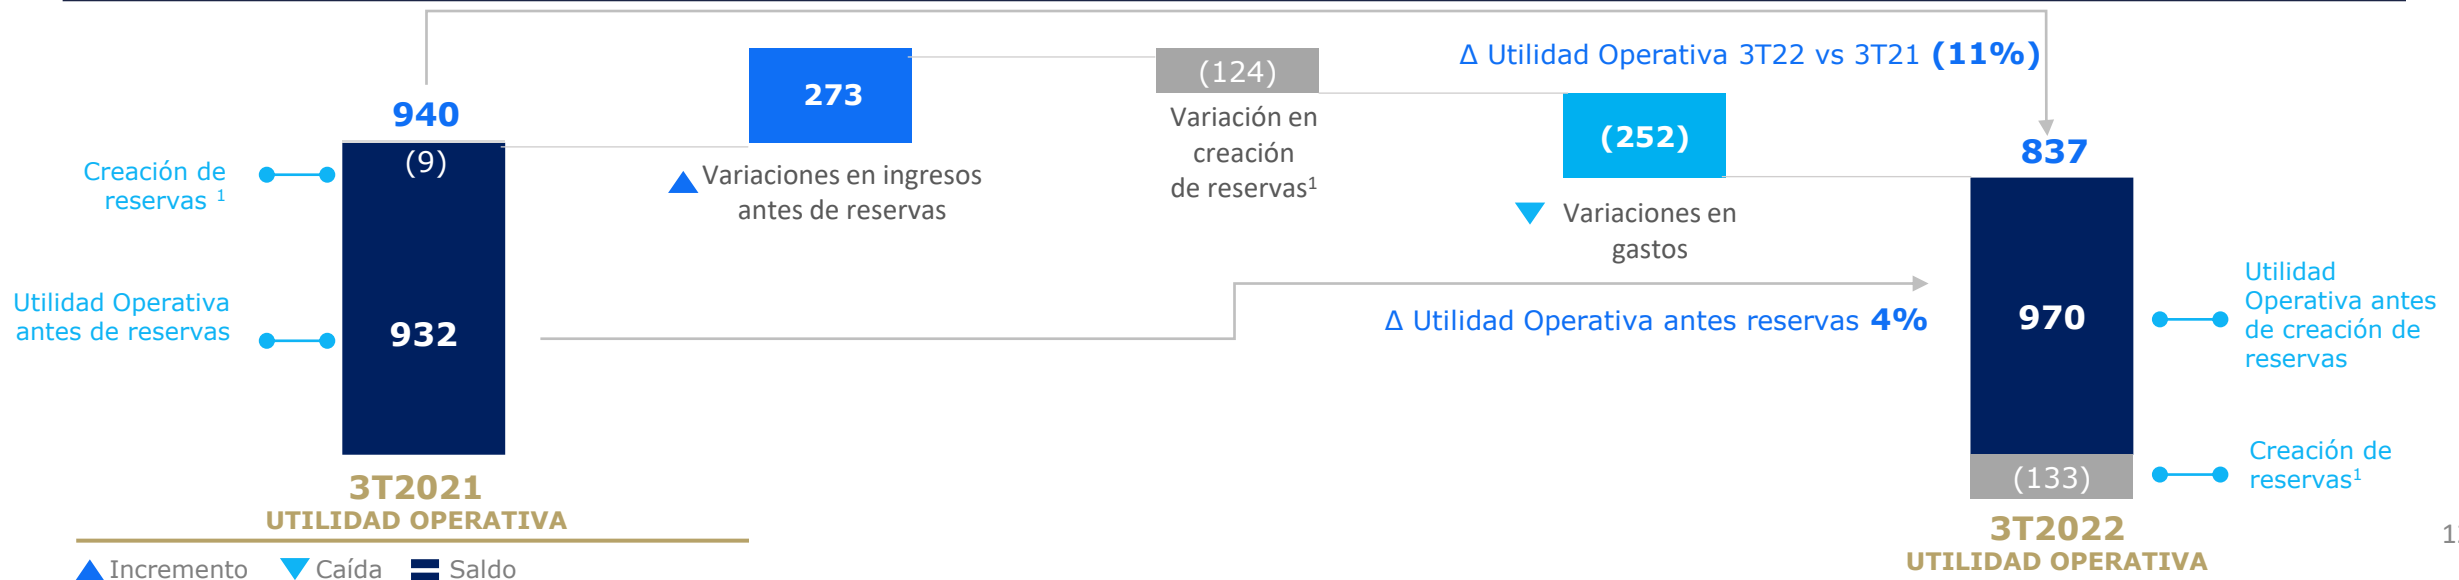 Δ Utilidad Operativa 3T22 vs 3T21 (11%)
940
(9)
Creación de
reservas 1
Utilidad Operativa
antes de reservas
932
3T2021
UTILIDAD OPERATIVA
273
Variaciones en ingresos
antes de reservas
(124)
Variación en
creación
de reservas1
(252)
Variaciones en
gastos
Δ Utilidad Operativa antes reservas 4%
837
970
Utilidad
Operativa antes
de creación de
reservas
(133)
Creación de
reservas1
3T2022
UTILIDAD OPERATIVA
Incremento
Caída
Saldo